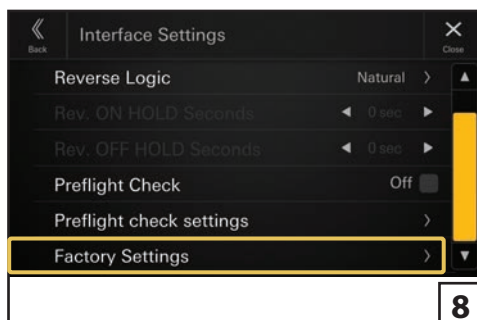 Back
Interface Settings
Close
Reverse Logic Natural
Rev. ON HOLD Seconds 0 sec
Rev. OFF HOLD Seconds 0 sec
Preflight Check Off
Preflight check settings
Factory Settings
8